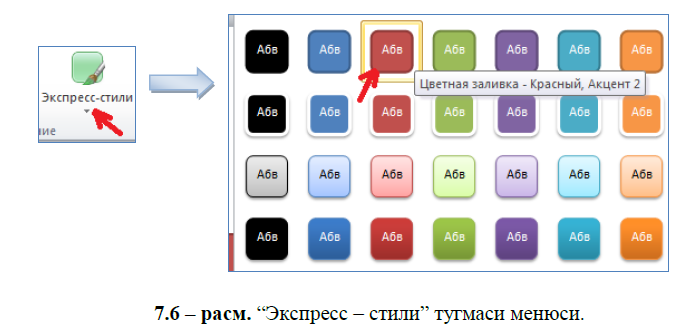 Экспресс-стили
ние
Абв Абв Абв Абв Абв Абв Абв
Цветная заливка - Красный, Акцент 2
Абв Абв Абв Абв Абв Абв Абв
Абв Абв Абв Абв Абв Абв Абв
Абв Абв Абв Абв Абв Абв Абв
7.6 – расм. “Экспресс – стили” тугмаси менюси.